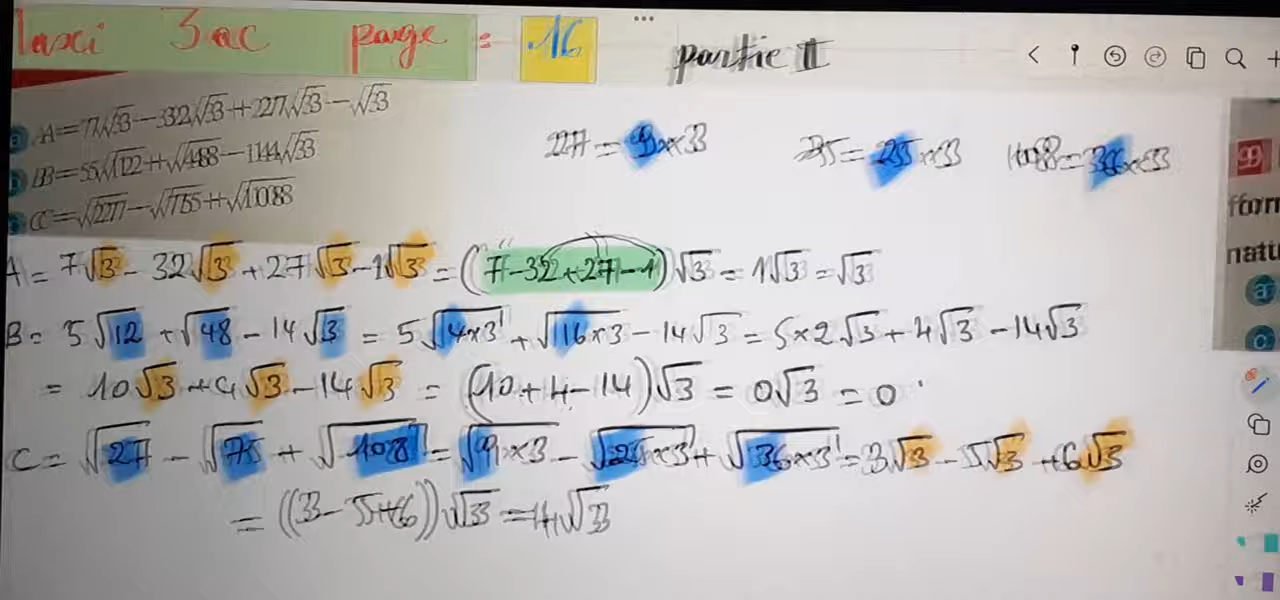 3ac page : 16 partie II
A=7√3-32√3+27√3-√3
B=5√12+√48-14√3
C=√27-√75+√108
27 = 9×3 75 = 25×3 108 = 36×3
A = 7√3 - 32√3 + 27√3 - 1√3 = (7-32+27-1)√3 = 1√3 = √3
B = 5√12 + √48 - 14√3 = 5√4×3 + √16×3 - 14√3 = 5×2√3 + 4√3 - 14√3
= 10√3 + 4√3 - 14√3 = (10+4-14)√3 = 0√3 = 0
C = √27 - √75 + √108 = √9×3 - √25×3 + √36×3 = 3√3 - 5√3 + 6√3
= (3-5+6)√3 = 4√3
99
a
c